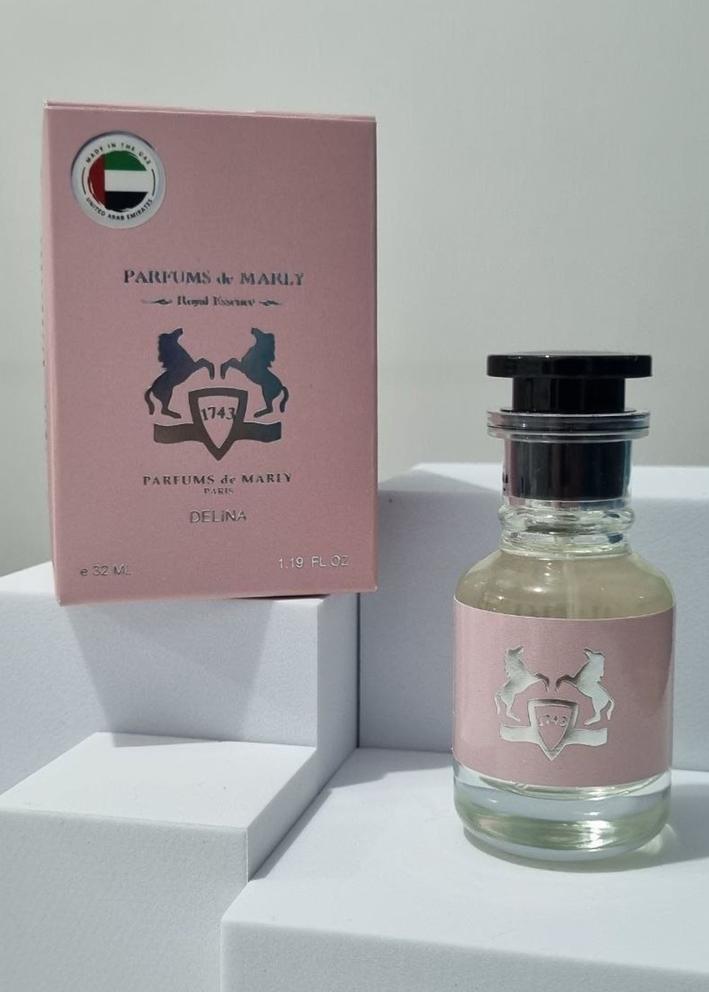 MADE IN THE UAE
UNITED ARAB EMIRATES
PARFUMS de MARLY
Royal Essence
1743
PARFUMS de MARLY
PARIS
DELINA
e 32 ML
1.19 FL.OZ
1743